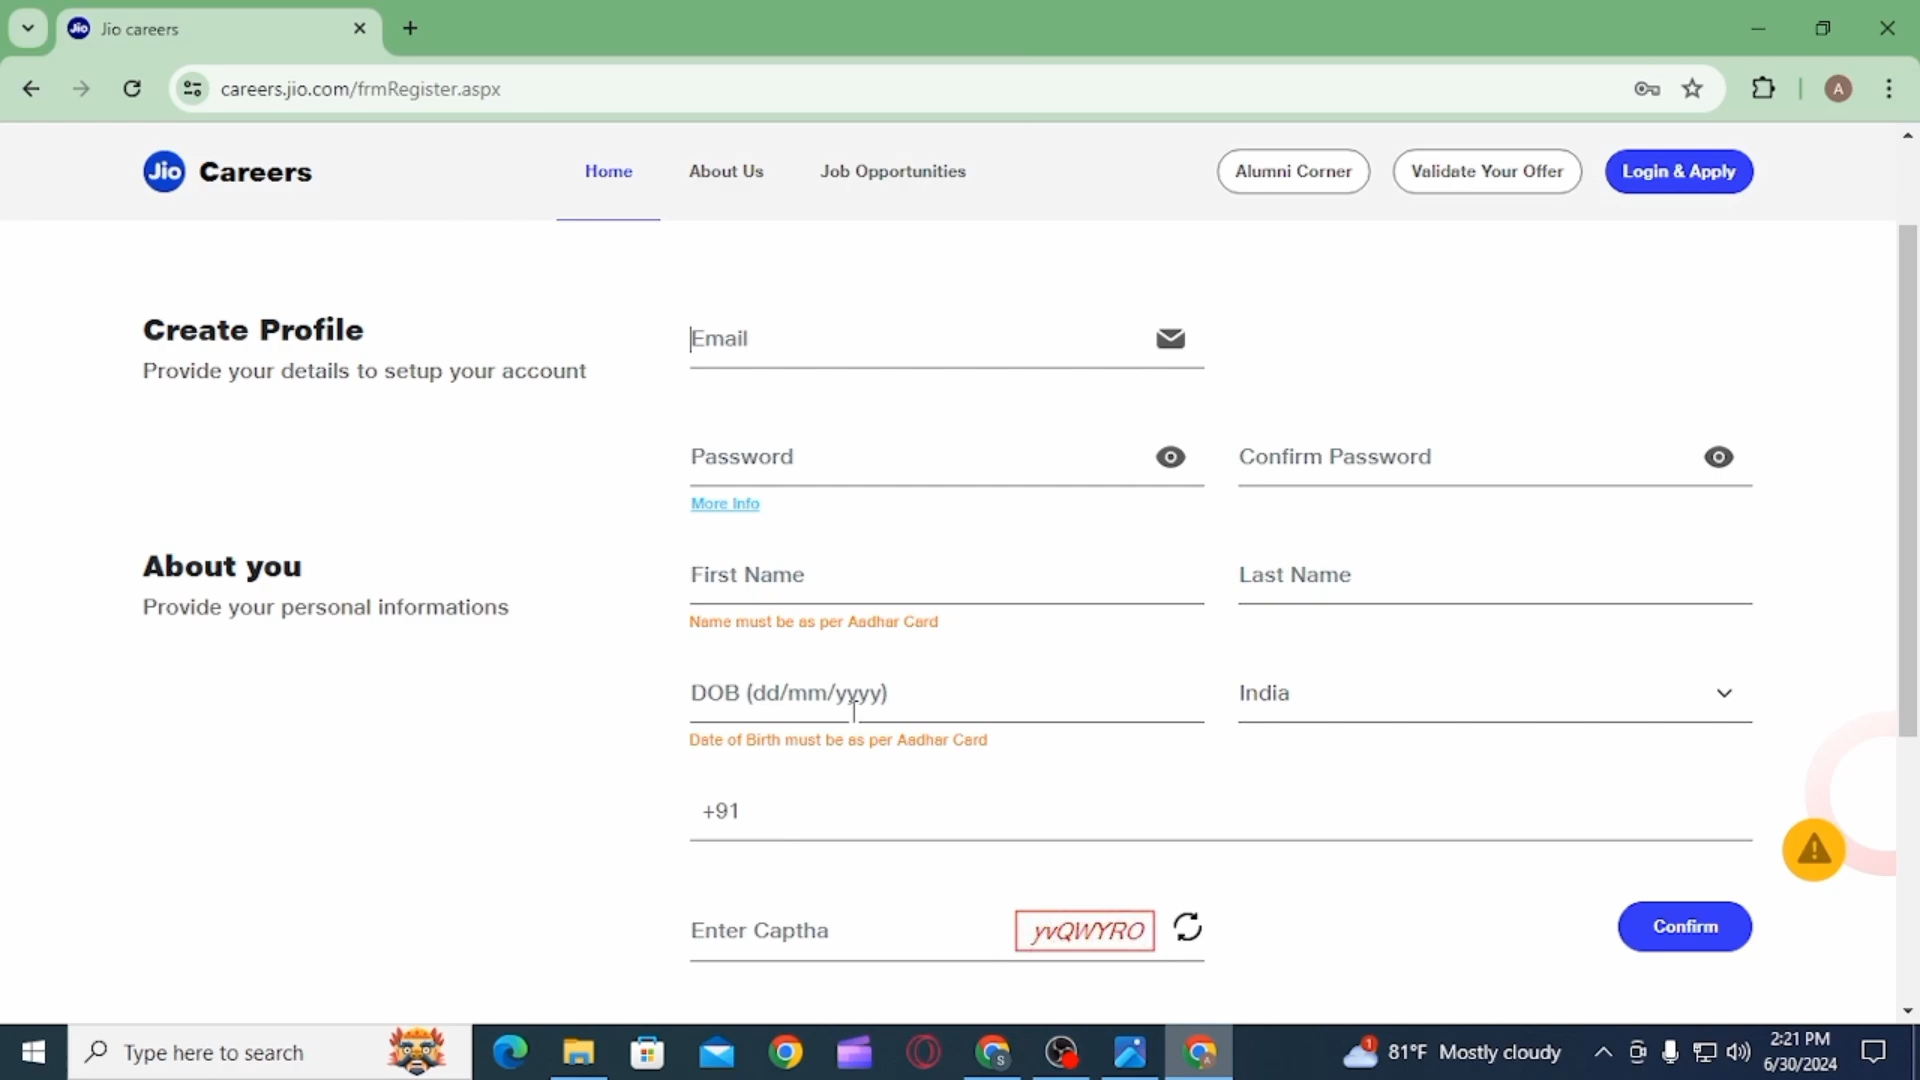 Jio careers
careers.jio.com/frmRegister.aspx
A
Jio Careers
Home
About Us
Job Opportunities
Alumni Corner
Validate Your Offer
Login & Apply
Create Profile
Provide your details to setup your account
Email
Password
Confirm Password
More Info
About you
Provide your personal informations
First Name
Last Name
Name must be as per Aadhar Card
DOB (dd/mm/yyyy)
India
Date of Birth must be as per Aadhar Card
+91
Enter Captha
yvQWYRO
Confirm
Type here to search
S
A
1
81°F Mostly cloudy
2:21 PM
6/30/2024